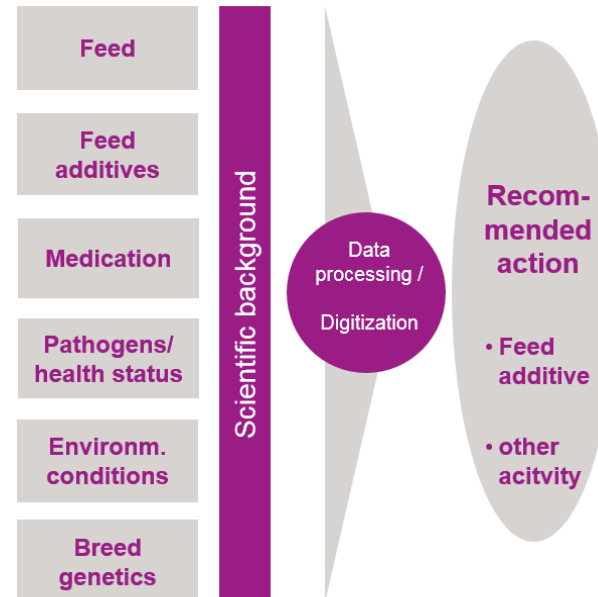 Feed
Feed
additives
Medication
Pathogens/
health status
Environm.
conditions
Breed
genetics
Scientific background
Data
processing /
Digitization
Recom-
mended
action
• Feed
additive
• other
acitvity